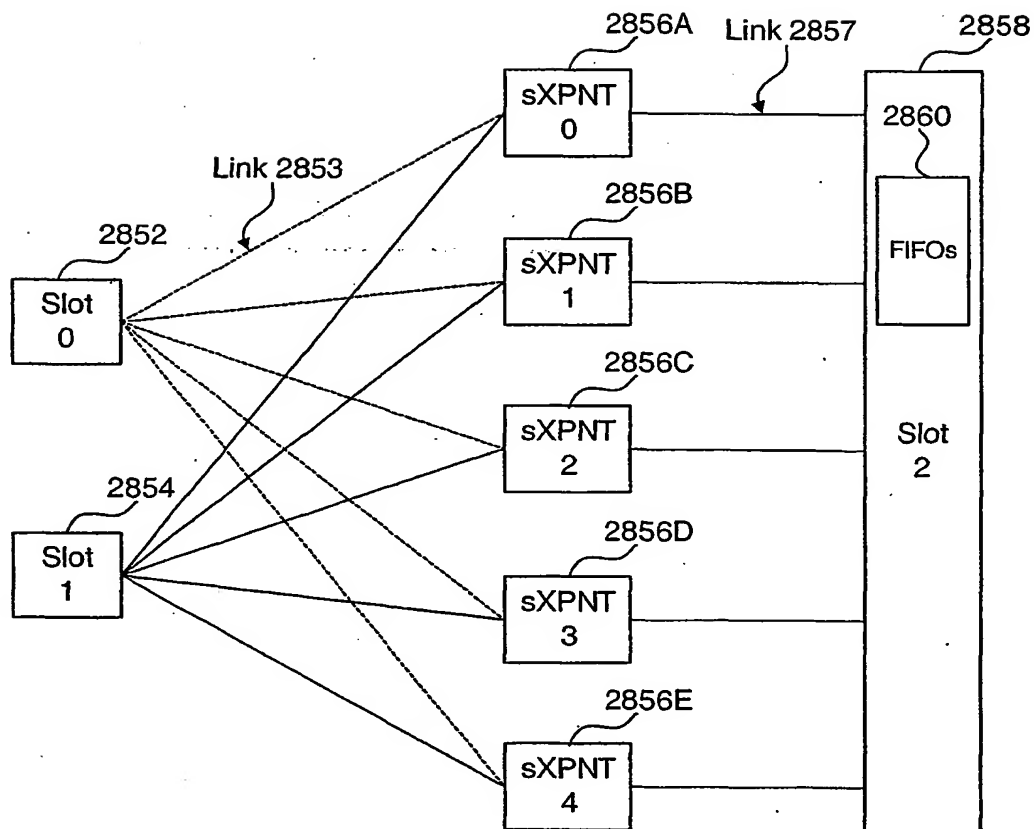 2856A
Link 2857
2858
sXPNT
0
2860
FIFOs
Link 2853
2856B
2852
sXPNT
1
Slot
0
2856C
sXPNT
2
Slot
2
2854
Slot
1
2856D
sXPNT
3
2856E
sXPNT
4